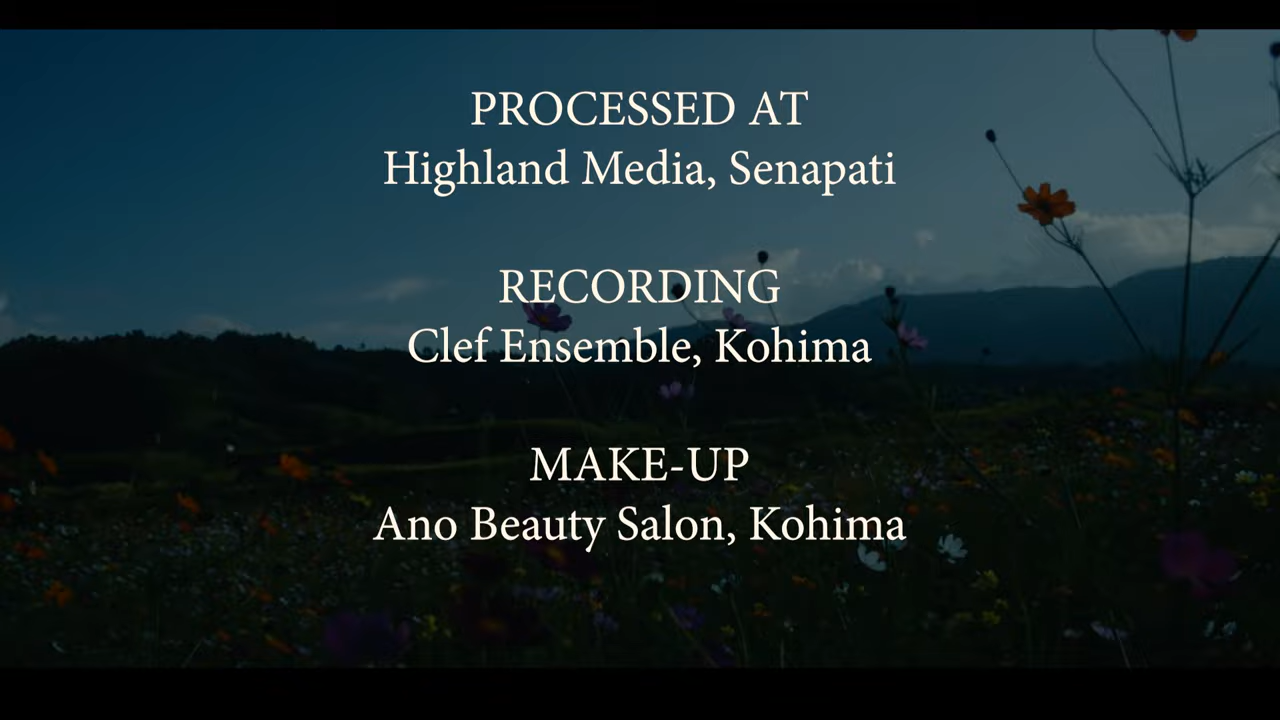 PROCESSED AT
Highland Media, Senapati
RECORDING
Clef Ensemble, Kohima
MAKE-UP
Ano Beauty Salon, Kohima